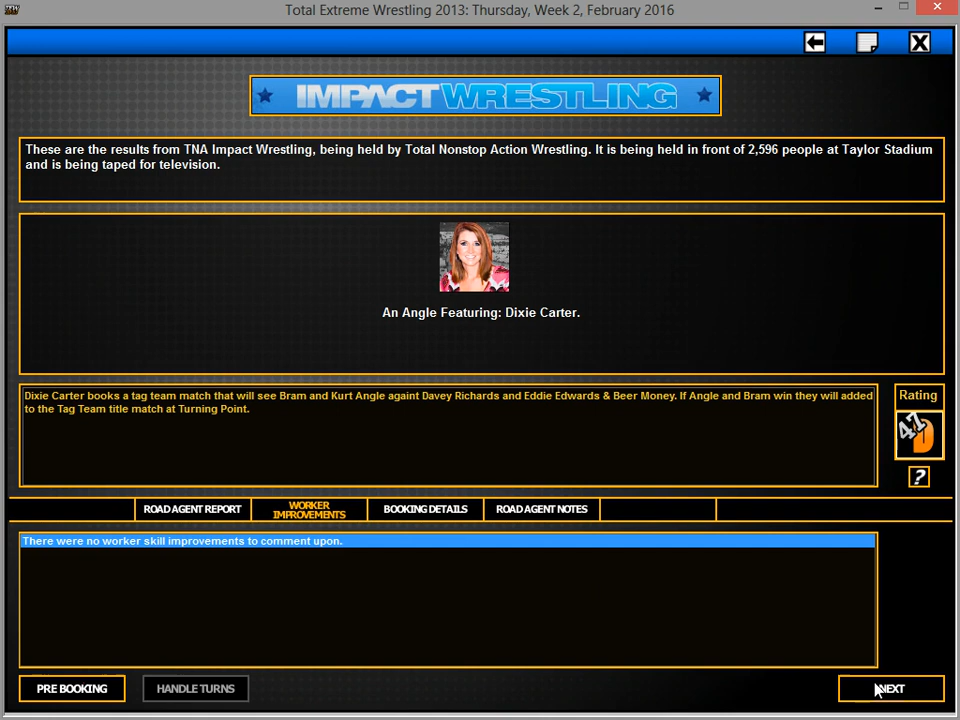 Total Extreme Wrestling 2013: Thursday, Week 2, February 2016
IMPACT WRESTLING
These are the results from TNA Impact Wrestling, being held by Total Nonstop Action Wrestling. It is being held in front of 2,596 people at Taylor Stadium
and is being taped for television.
An Angle Featuring: Dixie Carter.
Dixie Carter books a tag team match that will see Bram and Kurt Angle againt Davey Richards and Eddie Edwards & Beer Money. If Angle and Bram win they will added
to the Tag Team title match at Turning Point.
Rating
47 D
?
ROAD AGENT REPORT
WORKER
IMPROVEMENTS
BOOKING DETAILS
ROAD AGENT NOTES
There were no worker skill improvements to comment upon.
PRE BOOKING
HANDLE TURNS
NEXT